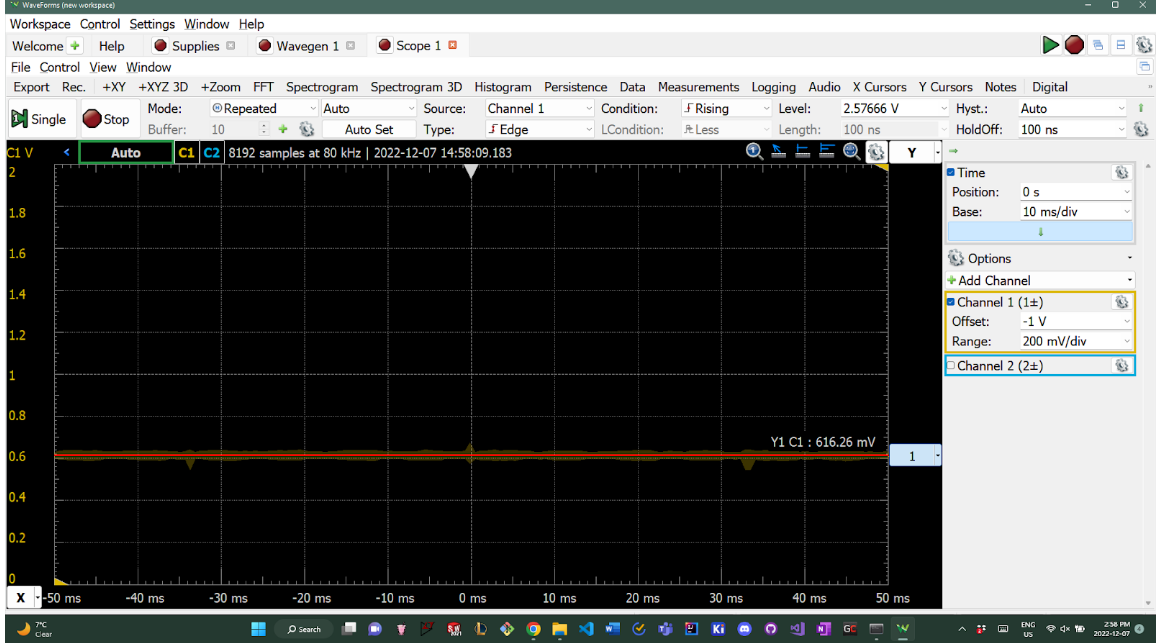 WaveForms (new workspace)
Workspace Control Settings Window Help
Welcome Help Supplies Wavegen 1 Scope 1
File Control View Window
Export Rec. +XY +XYZ 3D +Zoom FFT Spectrogram Spectrogram 3D Histogram Persistence Data Measurements Logging Audio X Cursors Y Cursors Notes Digital
Single Stop Mode: Repeated Auto Source: Channel 1 Condition: Rising Level: 2.57666 V Hyst.: Auto
Buffer: 10 Auto Set Type: Edge LCondition: Less Length: 100 ns HoldOff: 100 ns
C1 V < Auto C1 C2 8192 samples at 80 kHz | 2022-12-07 14:58:09.183 Y
2
1.8
1.6
1.4
1.2
1
0.8
0.6
0.4
0.2
0
Y1 C1 : 616.26 mV
1
X -50 ms -40 ms -30 ms -20 ms -10 ms 0 ms 10 ms 20 ms 30 ms 40 ms 50 ms
Time
Position: 0 s
Base: 10 ms/div
Options
Add Channel
Channel 1 (1±)
Offset: -1 V
Range: 200 mV/div
Channel 2 (2±)
7°C
Clear
Search
ENG
US
2:58 PM
2022-12-07